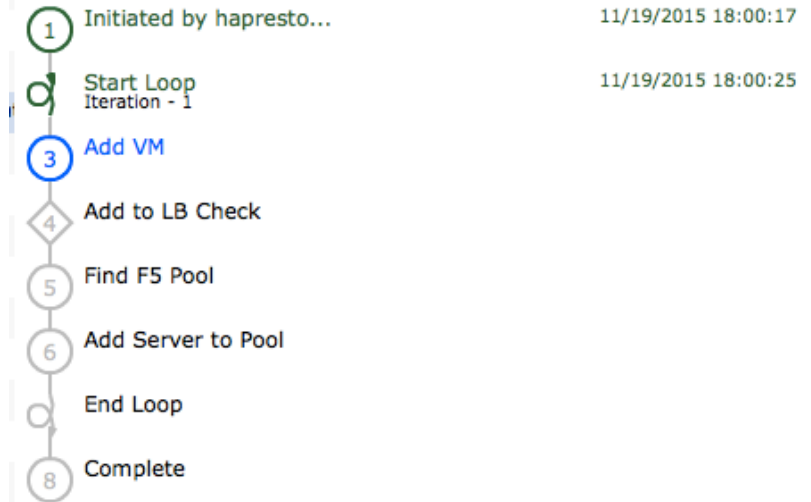 1 Initiated by hapresto... 11/19/2015 18:00:17
Start Loop 11/19/2015 18:00:25
Iteration - 1
3 Add VM
4 Add to LB Check
5 Find F5 Pool
6 Add Server to Pool
End Loop
8 Complete